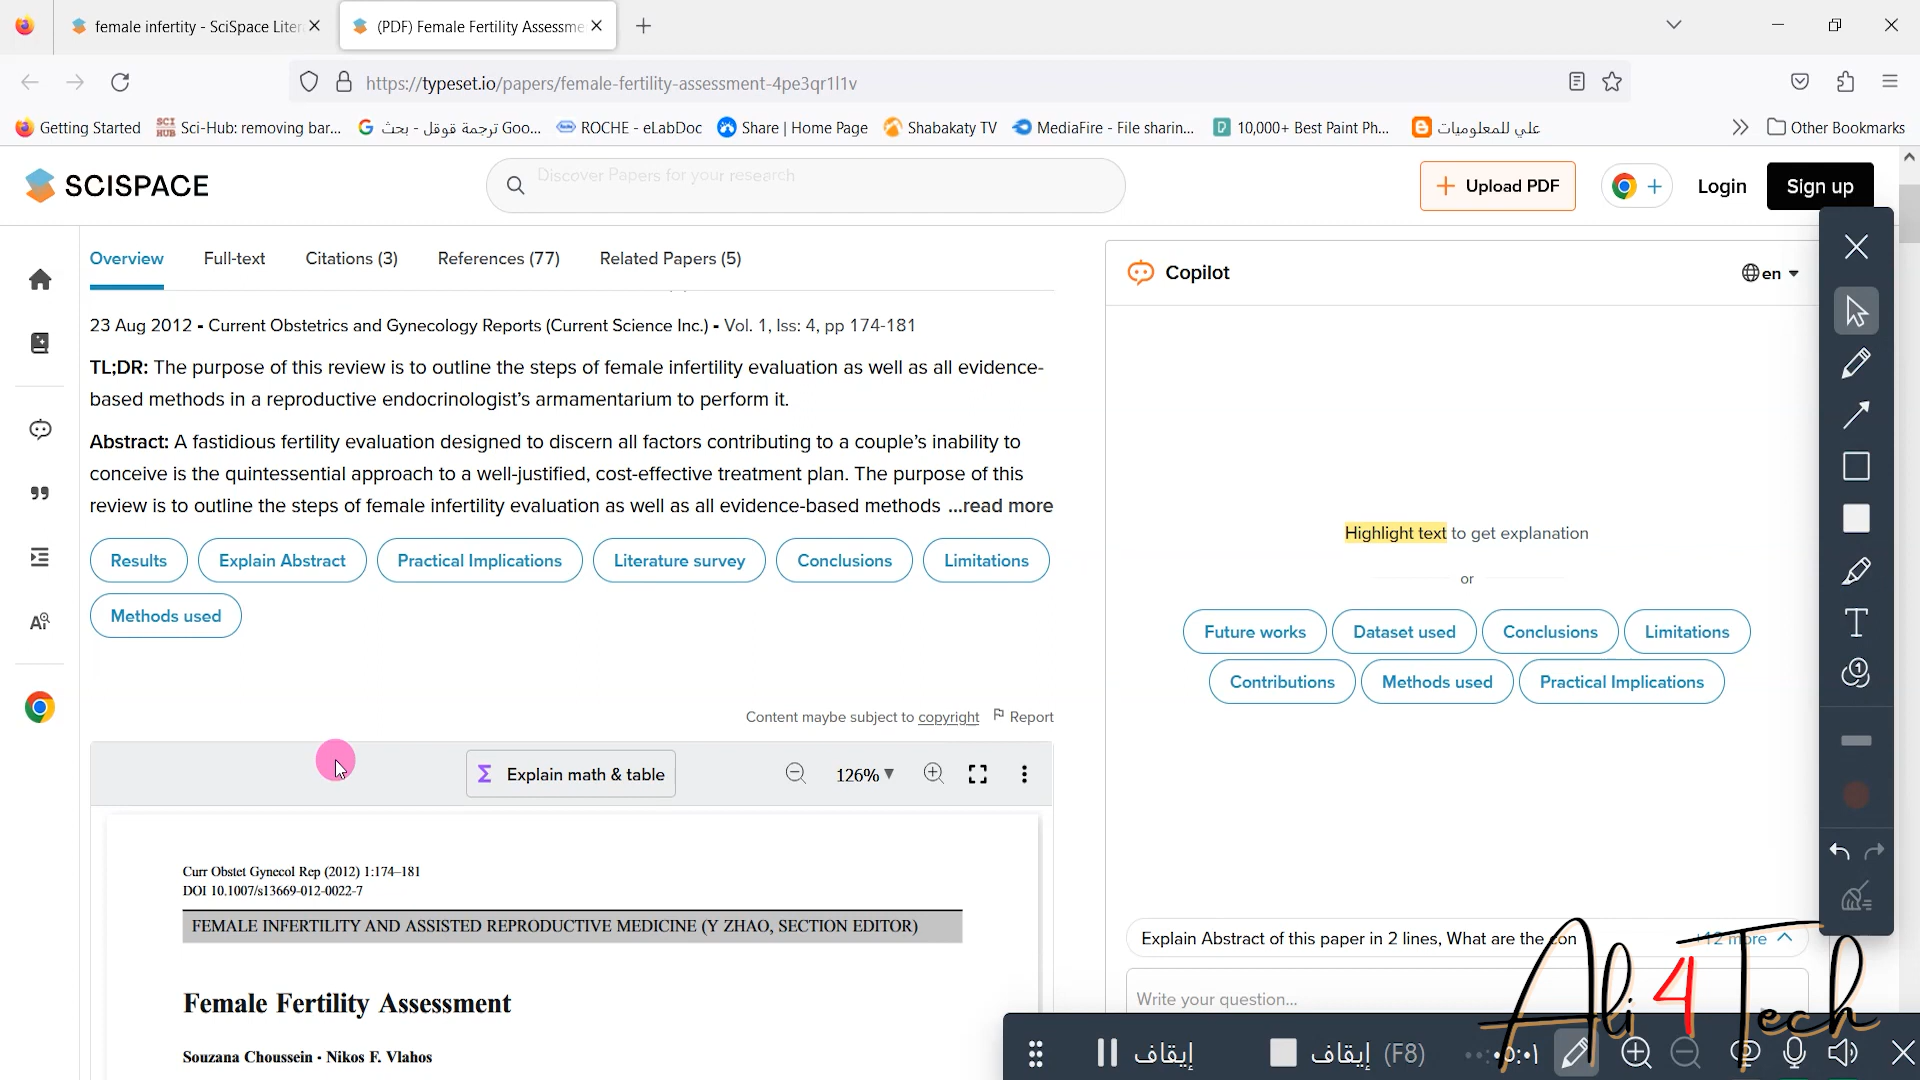 female infertity - SciSpace Liter
(PDF) Female Fertility Assessme
https://typeset.io/papers/female-fertility-assessment-4pe3qr1l1v
Getting Started
SCI HUB
Sci-Hub: removing bar...
ترجمة قوقل - بحث Goo...
ROCHE - eLabDoc
Share | Home Page
Shabakaty TV
MediaFire - File sharin...
10,000+ Best Paint Ph...
علي للمعلوميات
Other Bookmarks
SCISPACE
Discover Papers for your research
Upload PDF
Login
Sign up
Overview
Full-text
Citations (3)
References (77)
Related Papers (5)
23 Aug 2012 - Current Obstetrics and Gynecology Reports (Current Science Inc.) - Vol. 1, Iss: 4, pp 174-181
TL;DR: The purpose of this review is to outline the steps of female infertility evaluation as well as all evidence-
based methods in a reproductive endocrinologist’s armamentarium to perform it.
Abstract: A fastidious fertility evaluation designed to discern all factors contributing to a couple’s inability to
conceive is the quintessential approach to a well-justified, cost-effective treatment plan. The purpose of this
review is to outline the steps of female infertility evaluation as well as all evidence-based methods ...read more
Results
Explain Abstract
Practical Implications
Literature survey
Conclusions
Limitations
Methods used
Content maybe subject to copyright
Report
Explain math & table
126%
Curr Obstet Gynecol Rep (2012) 1:174–181
DOI 10.1007/s13669-012-0022-7
FEMALE INFERTILITY AND ASSISTED REPRODUCTIVE MEDICINE (Y ZHAO, SECTION EDITOR)
Female Fertility Assessment
Souzana Choussein · Nikos F. Vlahos
Copilot
en
Highlight text to get explanation
or
Future works
Dataset used
Conclusions
Limitations
Contributions
Methods used
Practical Implications
Explain Abstract of this paper in 2 lines, What are the con
+12 more
Write your question...
Ali 4 Tech
إيقاف
إيقاف (F8)